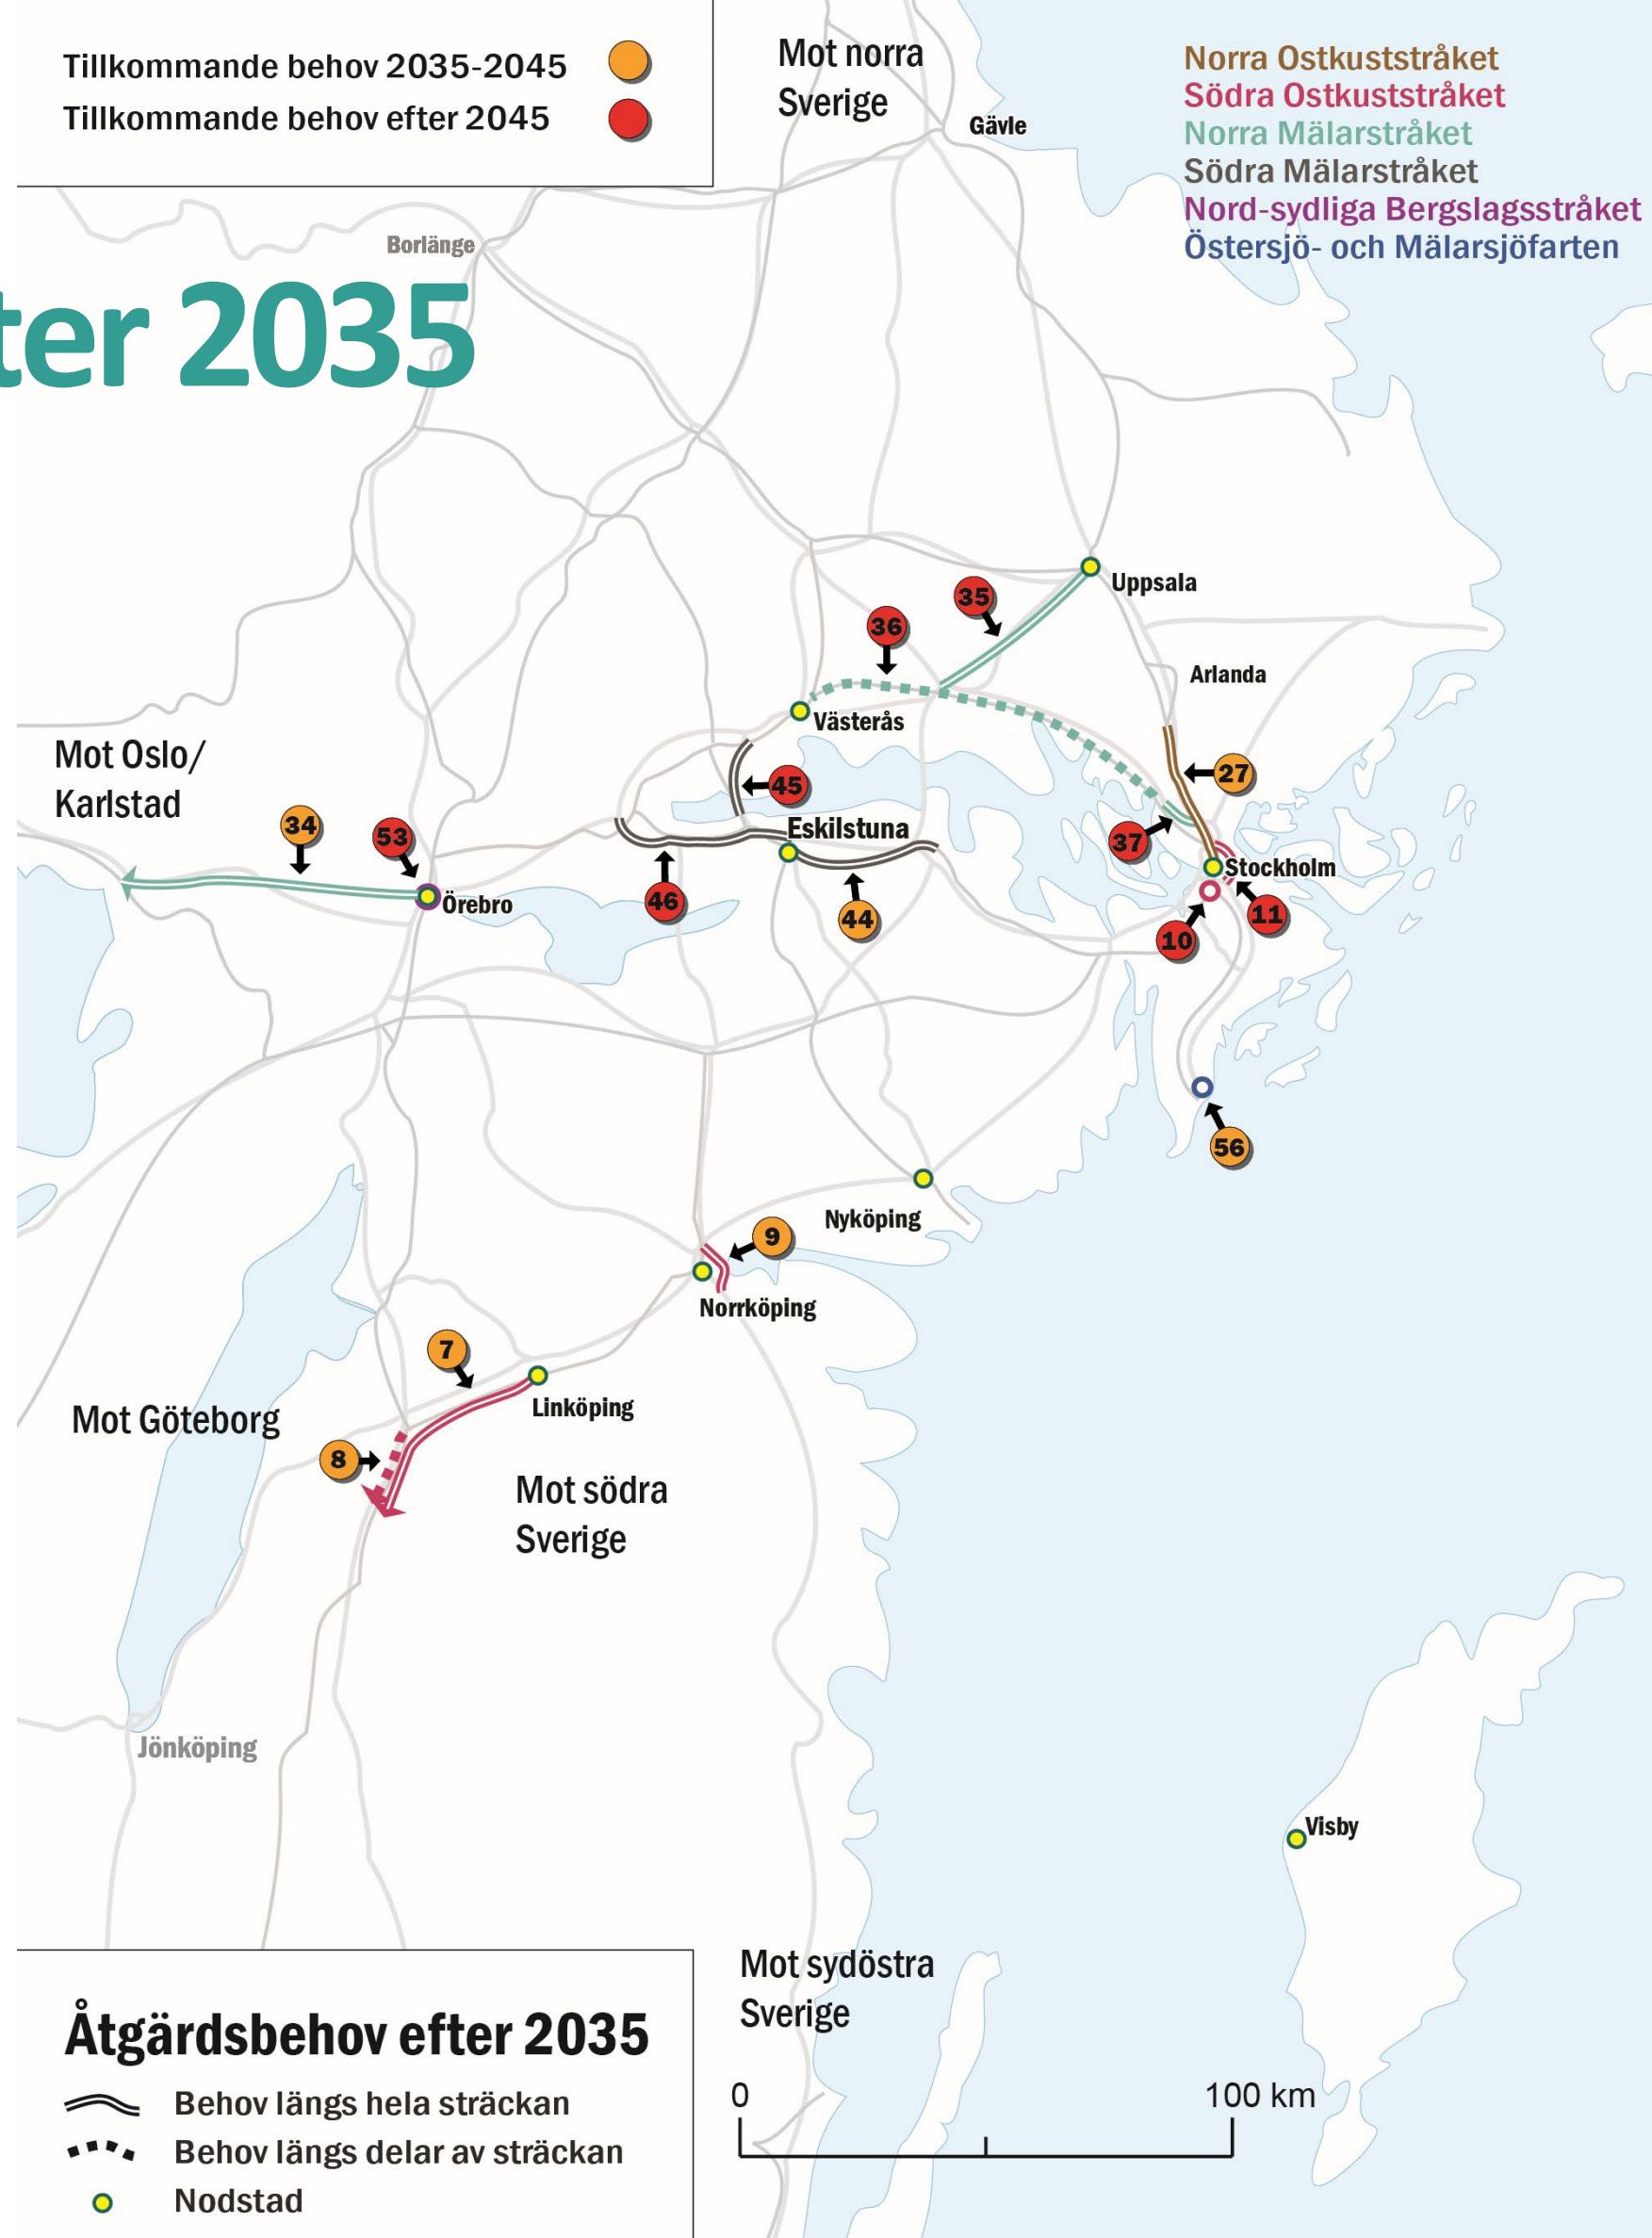 Tillkommande behov 2035-2045
Tillkommande behov efter 2045
Mot norra
Sverige
Gävle
Norra Ostkuststråket
Södra Ostkuststråket
Norra Mälarstråket
Södra Mälarstråket
Nord-sydliga Bergslagsstråket
Östersjö- och Mälarsjöfarten
Borlänge
ter 2035
Uppsala
35
36
Arlanda
Västerås
Mot Oslo/
Karlstad
27
45
34
53
Eskilstuna
37
Stockholm
Örebro
46
44
11
10
56
Nyköping
9
Norrköping
7
Linköping
Mot Göteborg
8
Mot södra
Sverige
Jönköping
Visby
Mot sydöstra
Sverige
Åtgärdsbehov efter 2035
Behov längs hela sträckan
Behov längs delar av sträckan
Nodstad
0
100 km